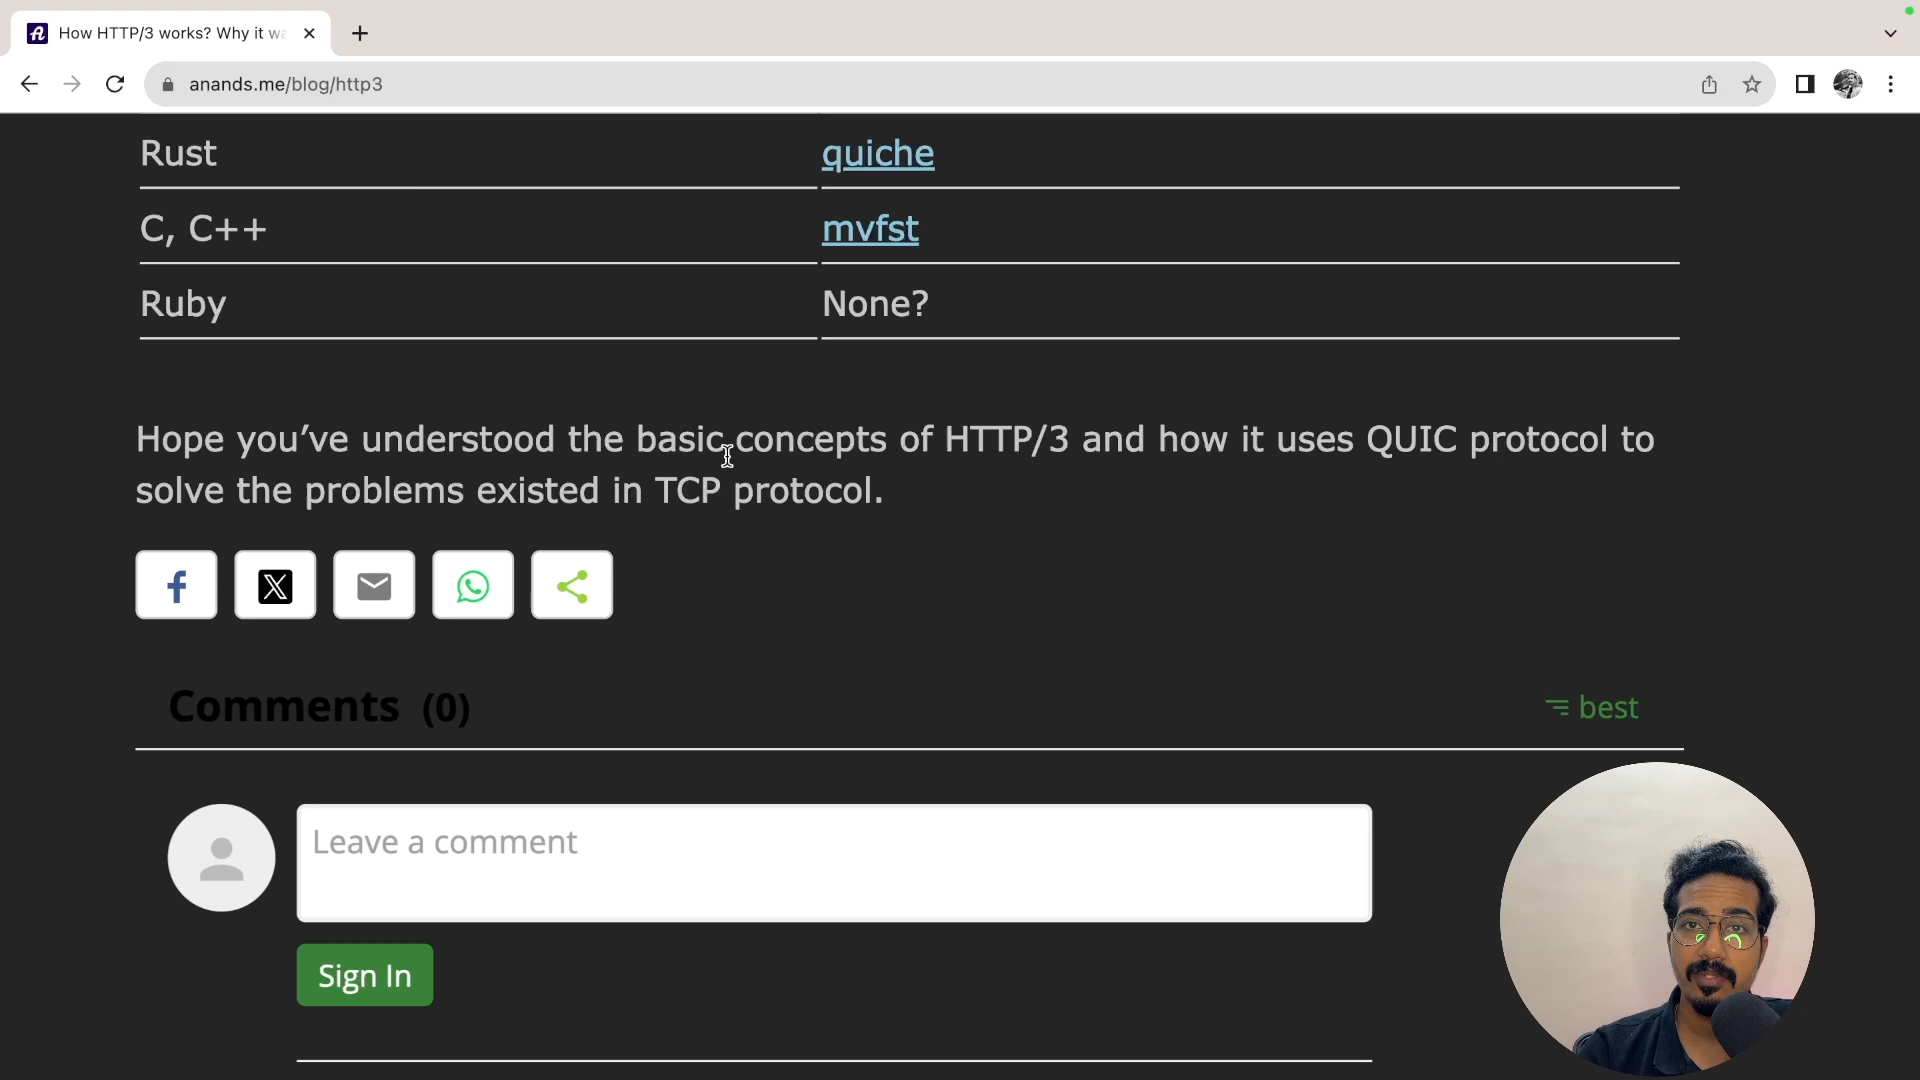 How HTTP/3 works? Why it wa
anands.me/blog/http3
Rust quiche
C, C++ mvfst
Ruby None?
Hope you’ve understood the basic concepts of HTTP/3 and how it uses QUIC protocol to
solve the problems existed in TCP protocol.
Comments (0) best
Leave a comment
Sign In